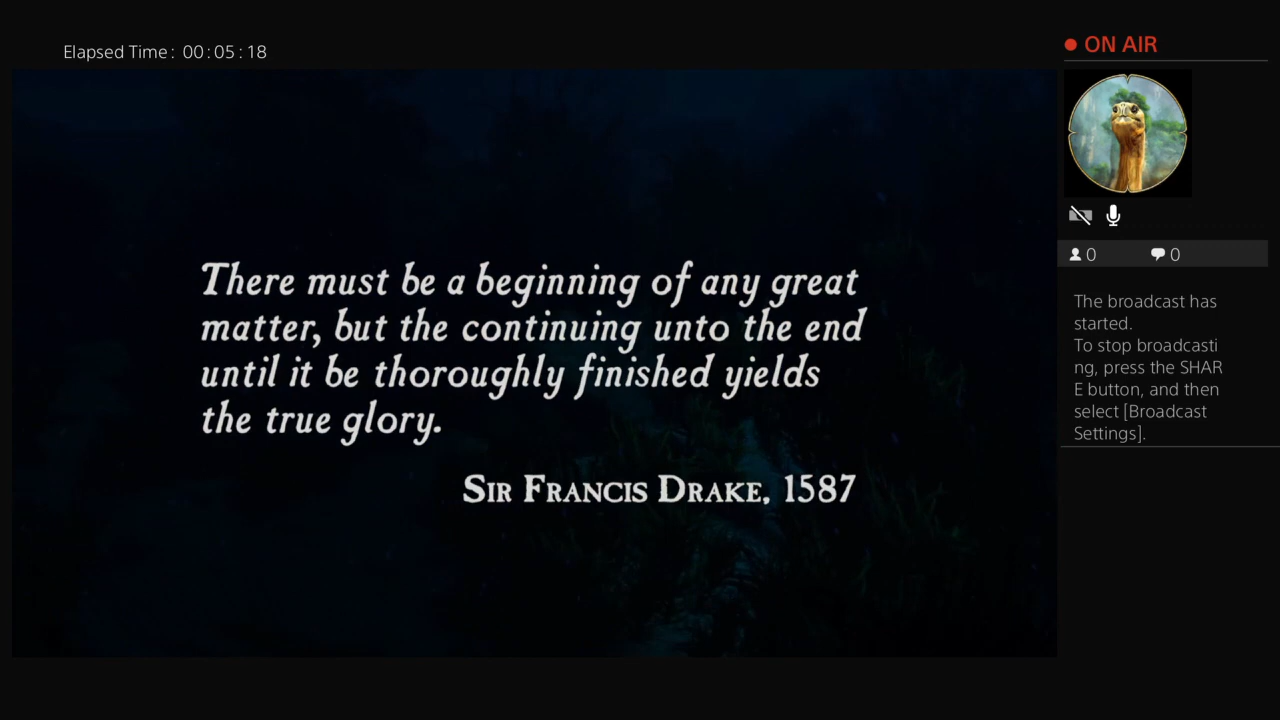 Elapsed Time: 00:05:18
ON AIR
There must be a beginning of any great
matter, but the continuing unto the end
until it be thoroughly finished yields
the true glory.
Sir Francis Drake, 1587
0 0
The broadcast has
started.
To stop broadcasti
ng, press the SHAR
E button, and then
select [Broadcast
Settings].